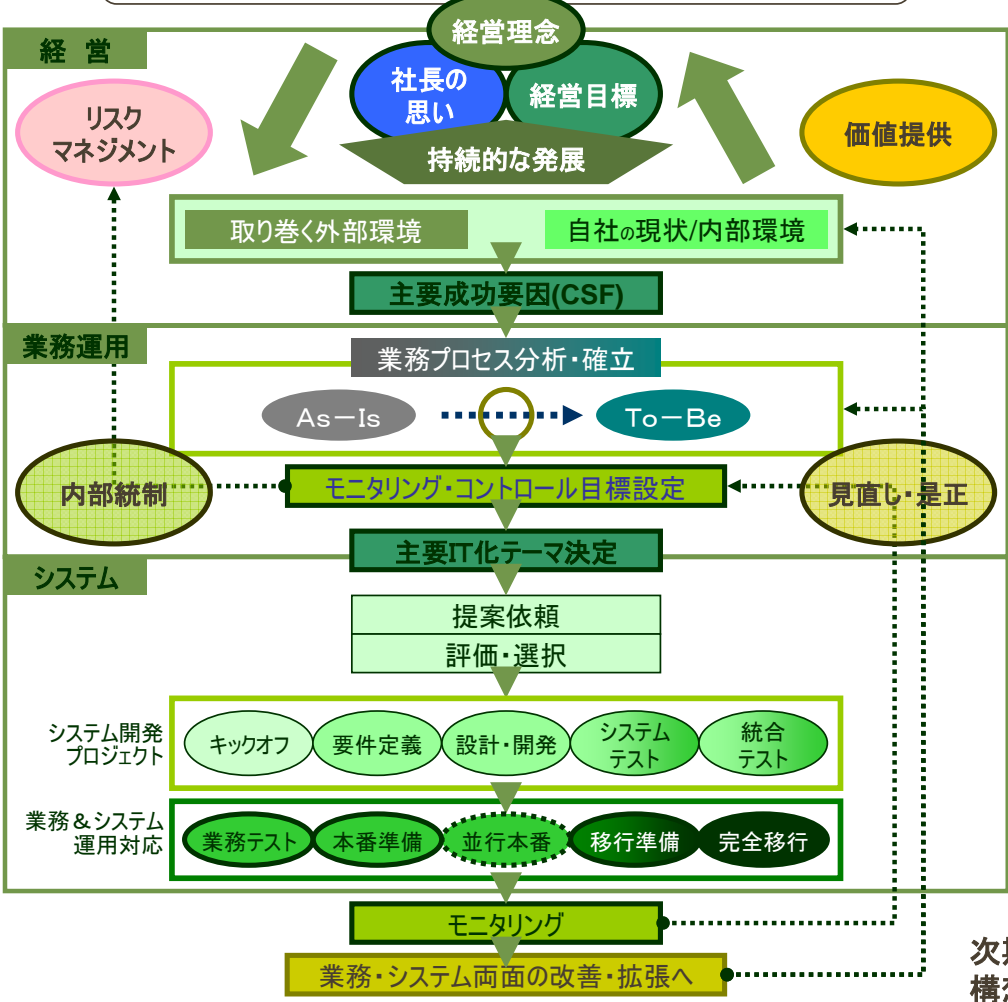 経営理念
経 営
社長の
思い
経営目標
リスク
マネジメント
価値提供
持続的な発展
取り巻く外部環境
自社の現状/内部環境
主要成功要因(CSF)
業務運用
業務プロセス分析・確立
As－Is
To－Be
内部統制
モニタリング・コントロール目標設定
見直し・是正
主要IT化テーマ決定
システム
提案依頼
評価・選択
システム開発
プロジェクト
キックオフ
要件定義
設計・開発
システム
テスト
統合
テスト
業務＆システム
運用対応
業務テスト
本番準備
並行本番
移行準備
完全移行
モニタリング
業務・システム両面の改善・拡張へ
次
構